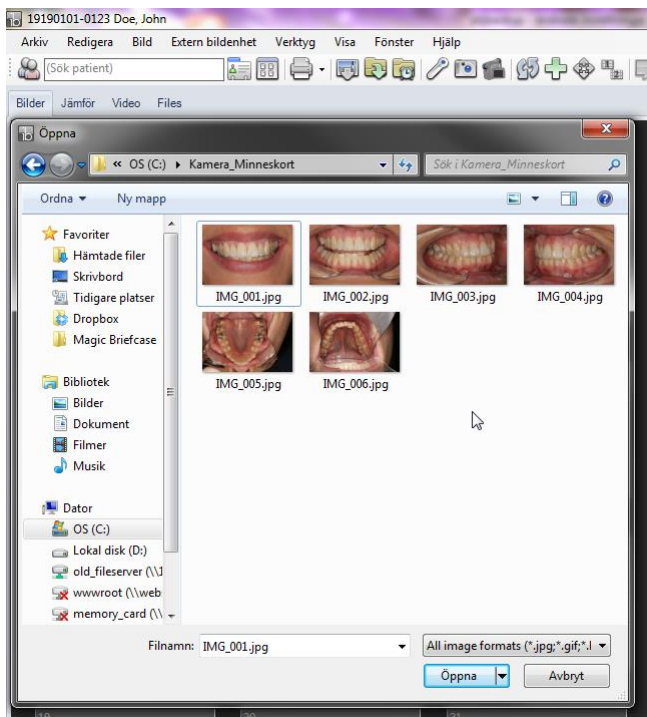 19190101-0123 Doe, John
Arkiv Redigera Bild Extern bildenhet Verktyg Visa Fönster Hjälp
(Sök patient)
Bilder Jämför Video Files
Öppna
« OS (C:) Kamera_Minneskort Sök i Kamera_Minneskort
Ordna Ny mapp
Favoriter
Hämtade filer
Skrivbord
Tidigare platser
Dropbox
Magic Briefcase
Bibliotek
Bilder
Dokument
Filmer
Musik
Dator
OS (C:)
Lokal disk (D:)
old_fileserver (\\1
wwwroot (\\web
memory_card (\\
IMG_001.jpg IMG_002.jpg IMG_003.jpg IMG_004.jpg
IMG_005.jpg IMG_006.jpg
Filnamn: IMG_001.jpg All image formats (*.jpg;*.gif;*.l
Öppna Avbryt
19 20 21